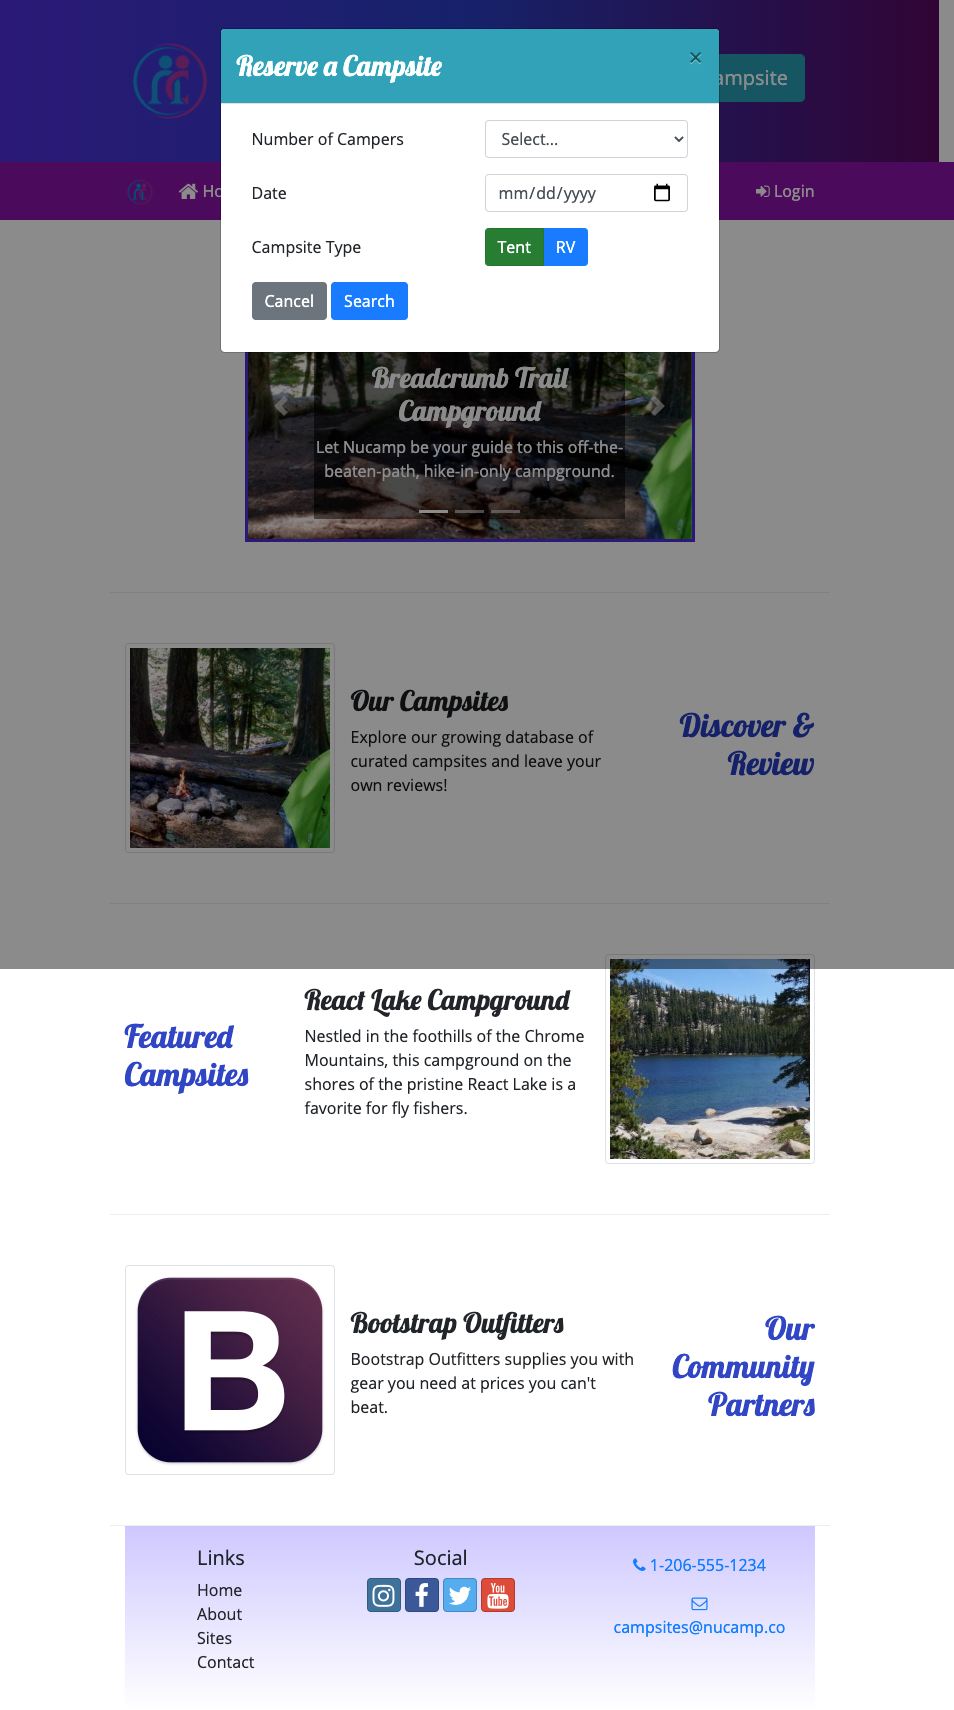 Reserve a Campsite
×
ampsite
Number of Campers
Select...
Ho
Date
mm/dd/yyyy
Login
Campsite Type
Tent
RV
Cancel
Search
Breadcrumb Trail
Campground
Let Nucamp be your guide to this off-the-
beaten-path, hike-in-only campground.
Our Campsites
Explore our growing database of
curated campsites and leave your
own reviews!
Discover &
Review
Featured
Campsites
React Lake Campground
Nestled in the foothills of the Chrome
Mountains, this campground on the
shores of the pristine React Lake is a
favorite for fly fishers.
B
Bootstrap Outfitters
Bootstrap Outfitters supplies you with
gear you need at prices you can't
beat.
Our
Community
Partners
Links
Home
About
Sites
Contact
Social
You
Tube
1-206-555-1234
campsites@nucamp.co